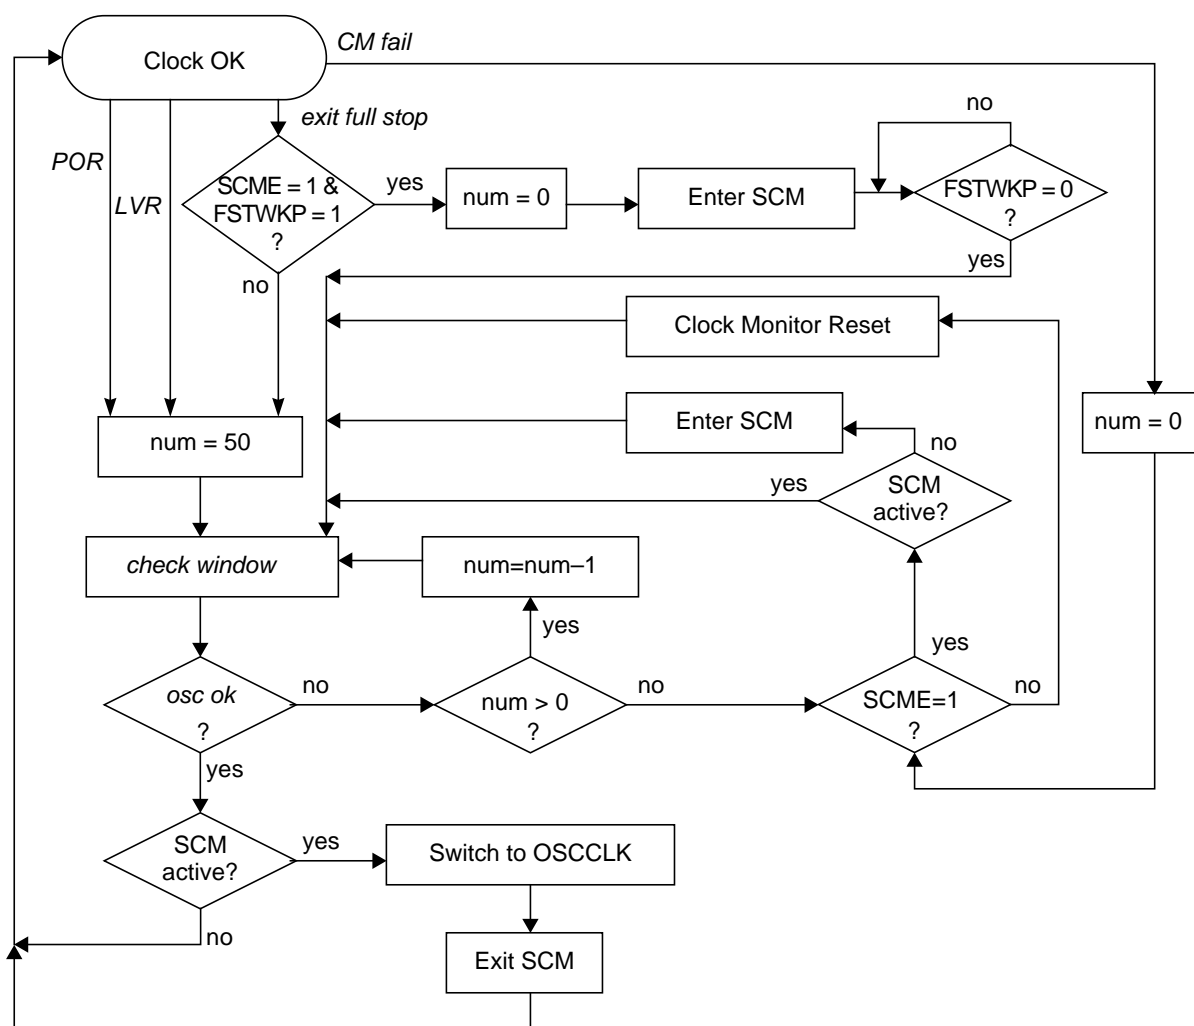 CM fail
Clock OK
exit full stop
no
POR
LVR
SCME = 1 &
FSTWKP = 1
?
yes
num = 0
Enter SCM
FSTWKP = 0
?
yes
no
Clock Monitor Reset
Enter SCM
num = 0
num = 50
no
yes
SCM
active?
check window
num=num–1
yes
yes
osc ok
?
no
num > 0
?
no
SCME=1
?
no
yes
SCM
active?
yes
Switch to OSCCLK
no
Exit SCM